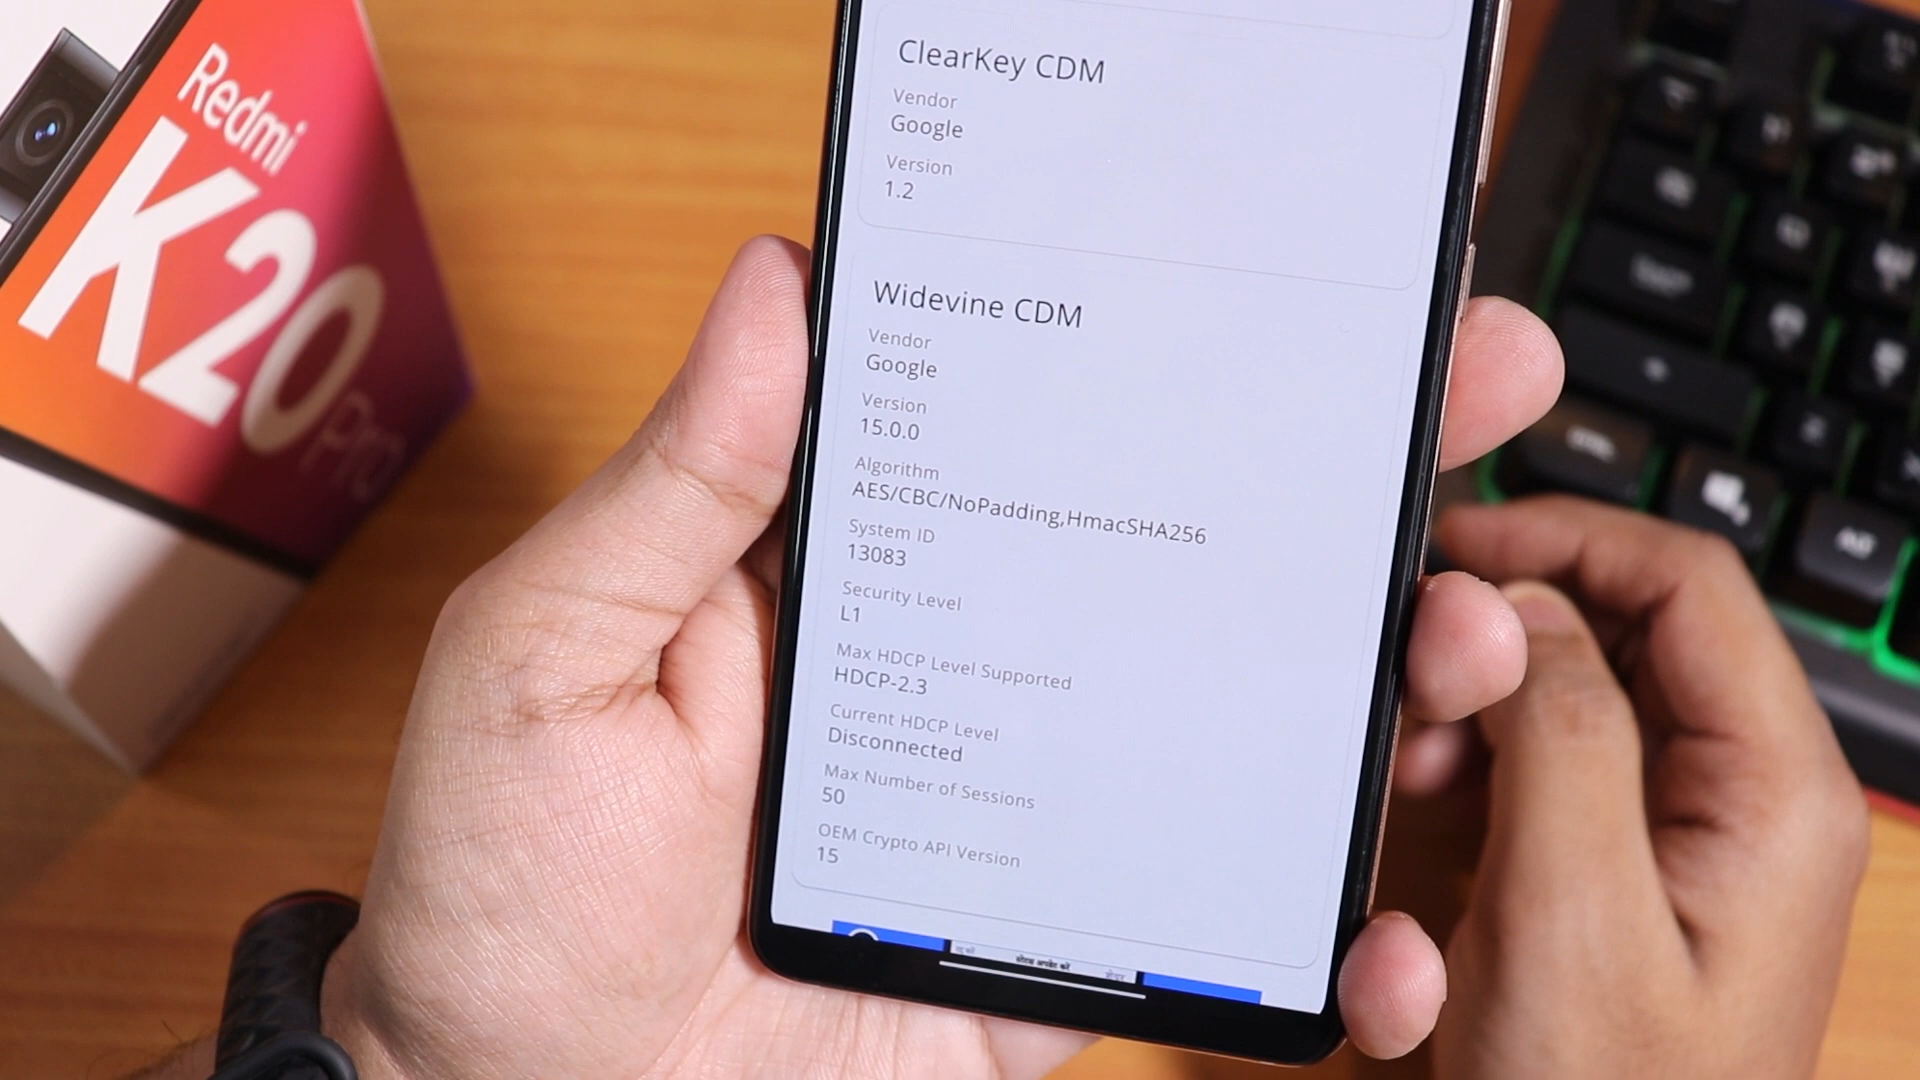 Redmi
K20 Pro
ClearKey CDM
Vendor
Google
Version
1.2
Widevine CDM
Vendor
Google
Version
15.0.0
Algorithm
AES/CBC/NoPadding,HmacSHA256
System ID
13083
Security Level
L1
Max HDCP Level Supported
HDCP-2.3
Current HDCP Level
Disconnected
Max Number of Sessions
50
OEM Crypto API Version
15
Alt